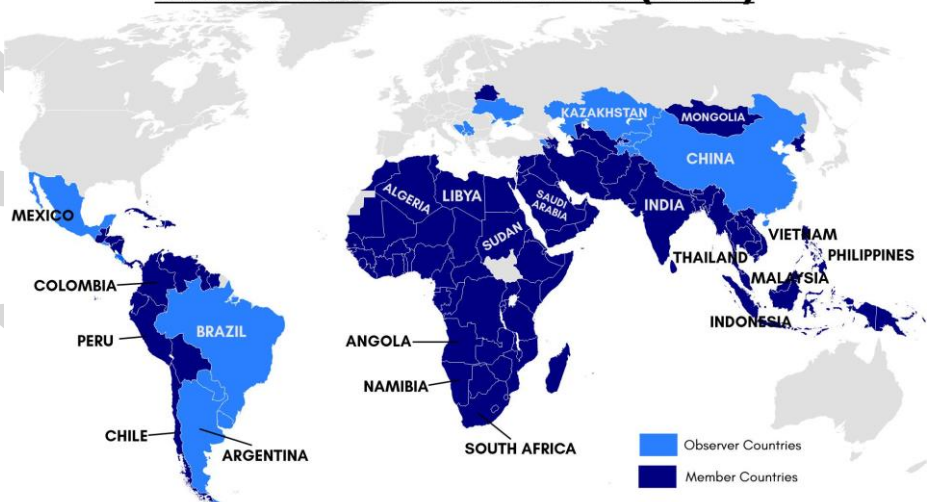 KAZAKHSTAN
MONGOLIA
CHINA
ALGERIA
LIBYA
SAUDI
ARABIA
INDIA
MEXICO
SUDAN
VIETNAM
THAILAND
PHILIPPINES
COLOMBIA
MALAYSIA
BRAZIL
INDONESIA
PERU
ANGOLA
NAMIBIA
CHILE
ARGENTINA
SOUTH AFRICA
Observer Countries
Member Countries